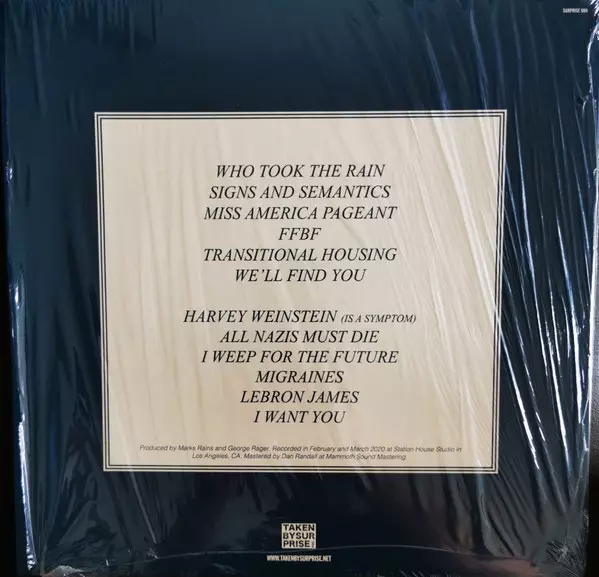 SURPRISE 089
WHO TOOK THE RAIN
SIGNS AND SEMANTICS
MISS AMERICA PAGEANT
FFBF
TRANSITIONAL HOUSING
WE'LL FIND YOU
HARVEY WEINSTEIN (IS A SYMPTOM)
ALL NAZIS MUST DIE
I WEEP FOR THE FUTURE
MIGRAINES
LEBRON JAMES
I WANT YOU
Produced by Marks Rains and George Rager. Recorded in February and March 2020 at Station House Studio in
Los Angeles, CA. Mastered by Dan Randall at Mammoth Sound Mastering.
TAKEN
BYSUR
PRISE
WWW.TAKENBYSURPRISE.NET